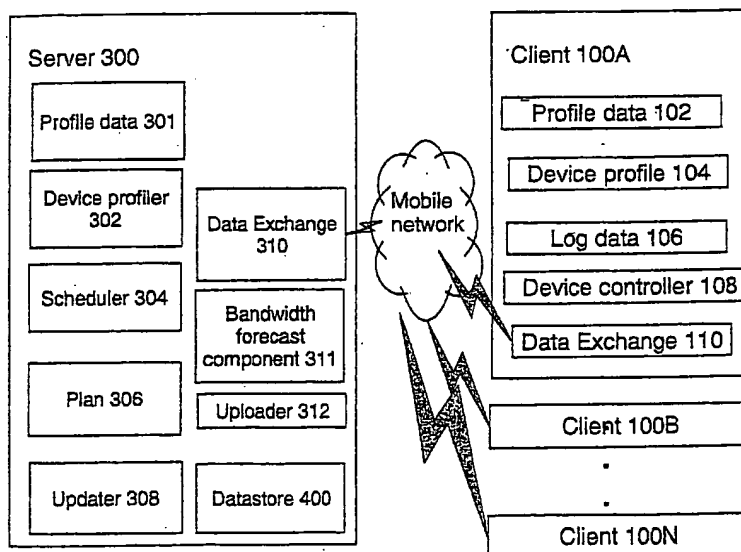 Server 300
Profile data 301
Device profiler
302
Scheduler 304
Plan 306
Updater 308
Data Exchange
310
Bandwidth
forecast
component 311
Uploader 312
Datastore 400
Mobile
network
Client 100A
Profile data 102
Device profile 104
Log data 106
Device controller 108
Data Exchange 110
Client 100B
Client 100N